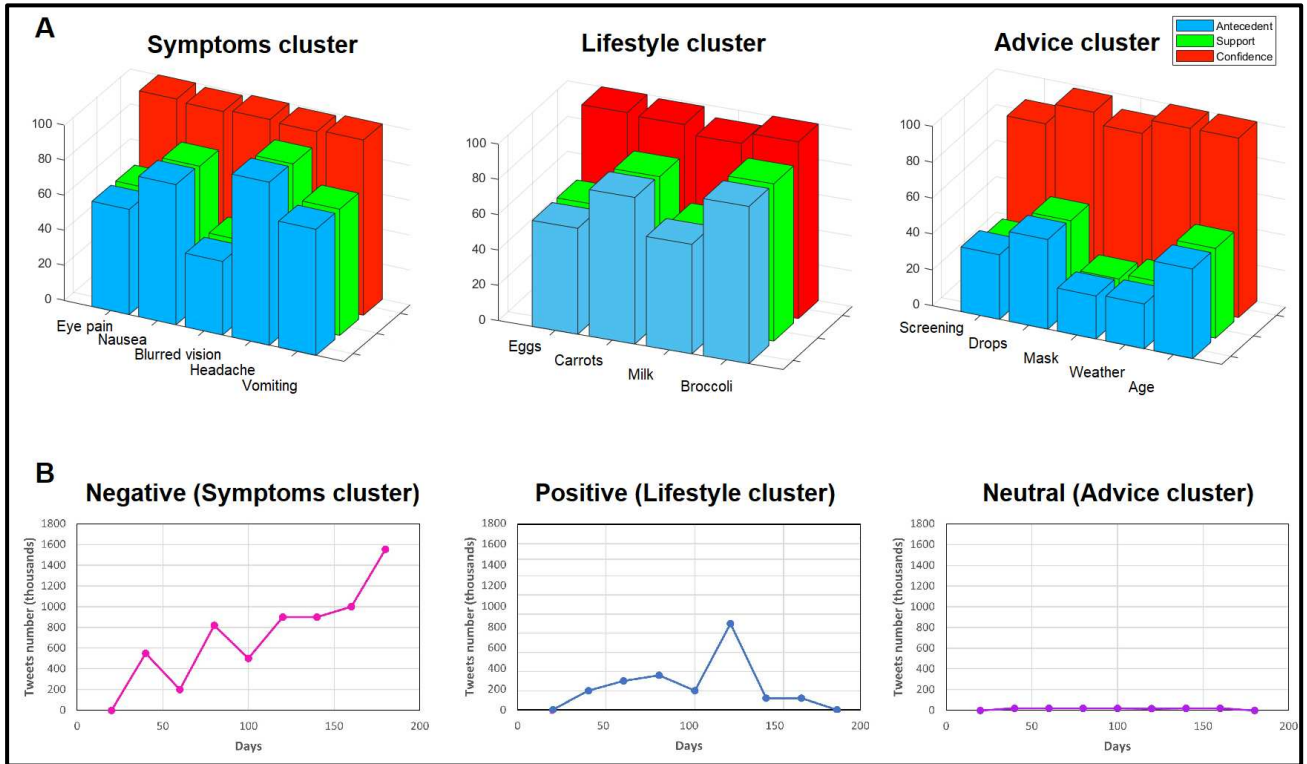 A
Symptoms cluster
Lifestyle cluster
Advice cluster
Antecedent
Support
Confidence
100
80
60
40
20
0
Eye pain
Nausea
Blurred vision
Headache
Vomiting
100
80
60
40
20
0
Eggs
Carrots
Milk
Broccoli
100
80
60
40
20
0
Screening
Drops
Mask
Weather
Age
B
Negative (Symptoms cluster)
Tweets number (thousands)
1800
1600
1400
1200
1000
800
600
400
200
0
0 50 100 150 200
Days
Positive (Lifestyle cluster)
Tweets number (thousands)
1800
1600
1400
1200
1000
800
600
400
200
0
0 50 100 150 200
Days
Neutral (Advice cluster)
Tweets number (thousands)
1800
1600
1400
1200
1000
800
600
400
200
0
0 50 100 150 200
Days